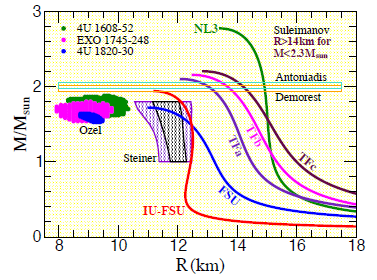 3
2
1
0
M/Msun
8
10
12
14
16
18
R (km)
4U 1608-52
EXO 1745-248
4U 1820-30
NL3
Suleimanov
R>14km for
M<2.3Msun
Antoniadis
Demorest
Ozel
Steiner
IU-FSU
FSU
TFa
TFb
TFc